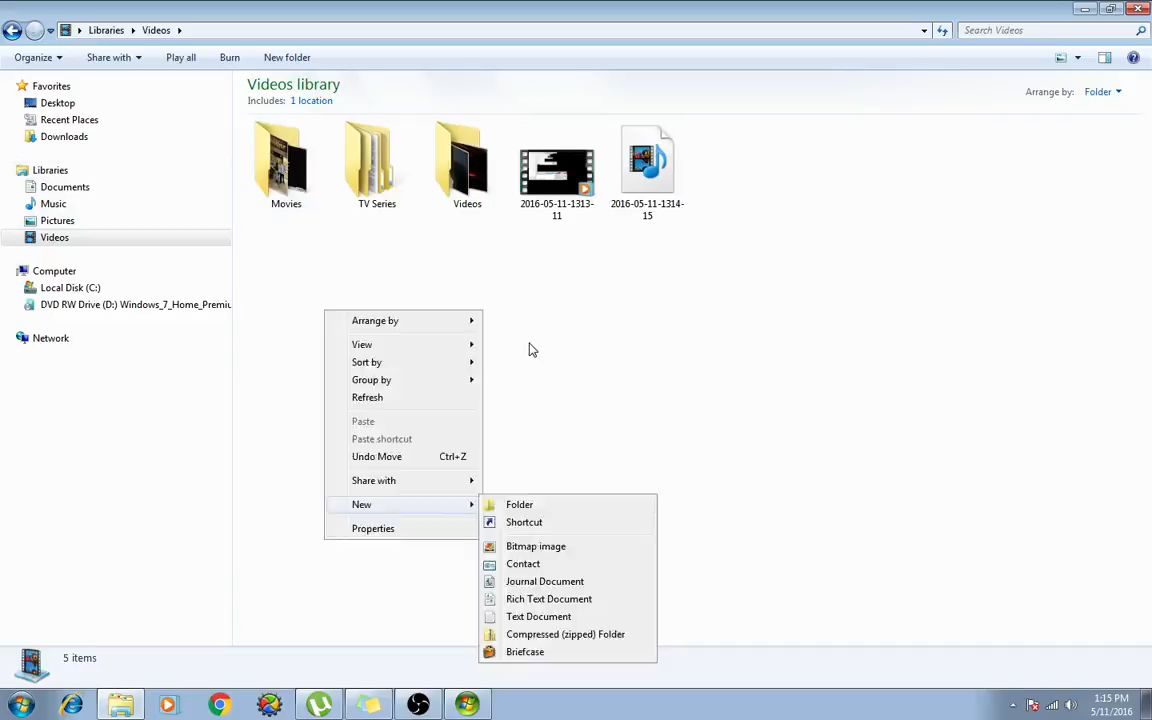 Libraries Videos
Search Videos
Organize Share with Play all Burn New folder
Favorites
Desktop
Recent Places
Downloads
Libraries
Documents
Music
Pictures
Videos
Computer
Local Disk (C:)
DVD RW Drive (D:) Windows_7_Home_Premiu
Network
Videos library
Includes: 1 location
Arrange by: Folder
Movies
TV Series
Videos
2016-05-11-1313-
11
2016-05-11-1314-
15
Arrange by
View
Sort by
Group by
Refresh
Paste
Paste shortcut
Undo Move Ctrl+Z
Share with
New
Properties
Folder
Shortcut
Bitmap image
Contact
Journal Document
Rich Text Document
Text Document
Compressed (zipped) Folder
Briefcase
5 items
1:15 PM
5/11/2016